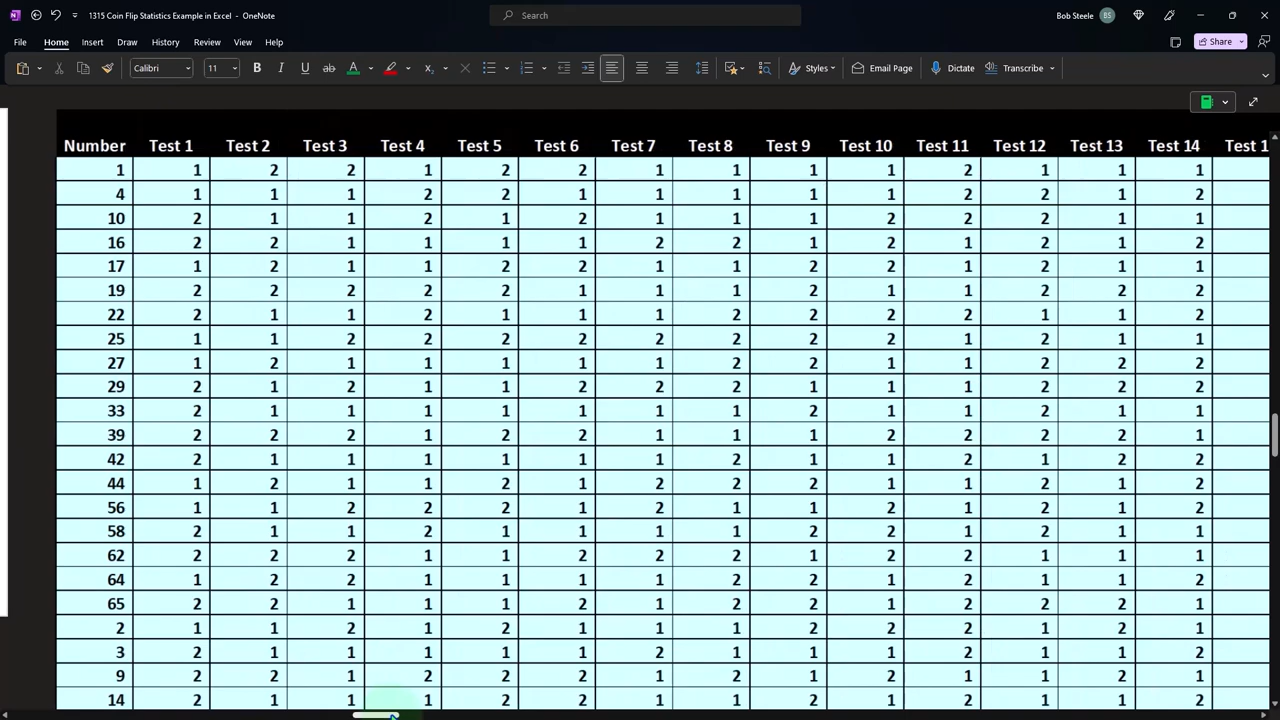 1315 Coin Flip Statistics Example in Excel - OneNote
Search
Bob Steele BS
File Home Insert Draw History Review View Help
Share
Calibri 11 B I U ab A Styles Email Page Dictate Transcribe
Number Test 1 Test 2 Test 3 Test 4 Test 5 Test 6 Test 7 Test 8 Test 9 Test 10 Test 11 Test 12 Test 13 Test 14 Test 1
1 1 2 2 1 2 2 1 1 1 1 2 1 1 1
4 1 1 1 2 2 1 1 1 1 1 2 2 1 2
10 2 1 1 2 1 2 1 1 1 2 2 2 1 1
16 2 2 1 1 1 1 2 2 1 2 1 2 1 2
17 1 2 1 1 2 2 1 1 2 2 1 2 1 1
19 2 2 2 2 2 1 1 1 2 1 1 2 2 2
22 2 1 1 2 1 1 1 2 2 2 2 1 1 2
25 1 1 2 2 2 2 2 2 2 2 1 2 1 1
27 1 2 1 1 1 1 1 2 2 1 1 2 2 2
29 2 1 2 1 1 2 2 2 1 1 1 2 2 2
33 2 1 1 1 1 1 1 1 2 1 1 2 1 1
39 2 2 2 1 2 2 1 1 1 2 2 2 2 1
42 2 1 1 1 1 1 1 2 1 1 2 1 2 2
44 1 2 1 1 1 1 2 2 2 1 1 2 1 2
56 1 1 2 2 2 1 2 1 1 2 1 2 1 2
58 2 1 1 2 1 1 1 1 2 2 1 2 1 1
62 2 2 2 1 1 2 2 2 1 2 2 1 1 1
64 1 2 2 1 1 1 1 2 2 1 2 1 1 2
65 2 2 1 1 1 2 1 2 2 1 2 2 2 1
2 1 1 2 1 2 1 1 1 2 2 2 1 2 1
3 2 1 1 1 1 1 2 1 1 1 2 1 1 2
9 2 2 1 2 2 2 1 2 1 2 1 1 2 1
14 2 1 1 1 2 2 1 1 2 1 2 1 1 2